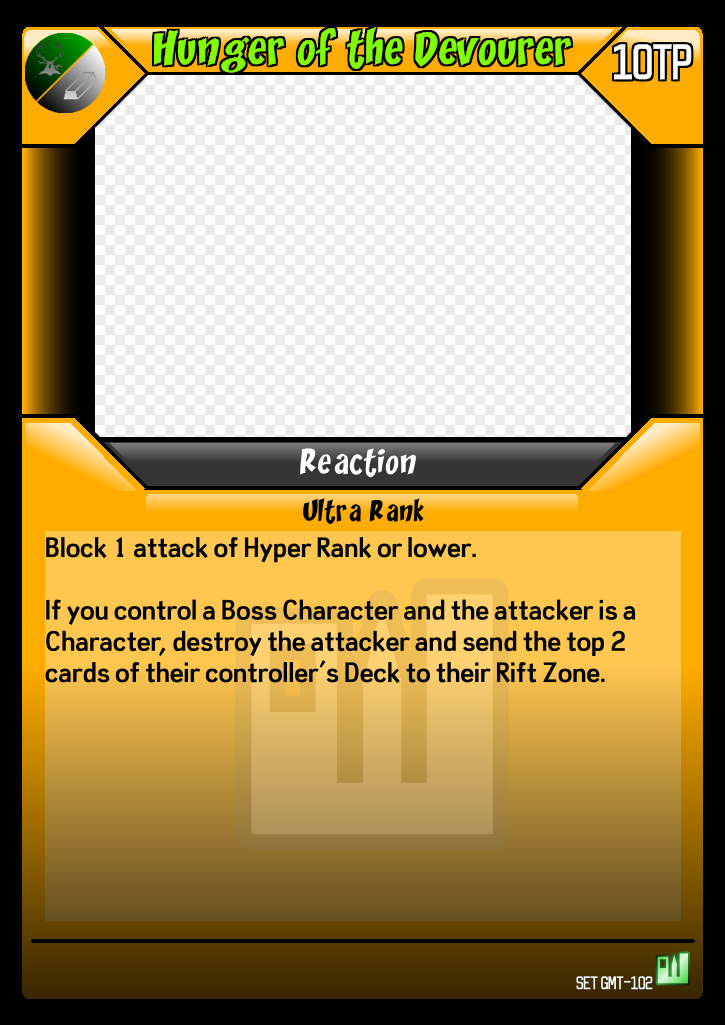 Hunger of the Devourer
10TP
Reaction
Ultra Rank
Block 1 attack of Hyper Rank or lower.
If you control a Boss Character and the attacker is a
Character, destroy the attacker and send the top 2
cards of their controller's Deck to their Rift Zone.
SET GMT-102